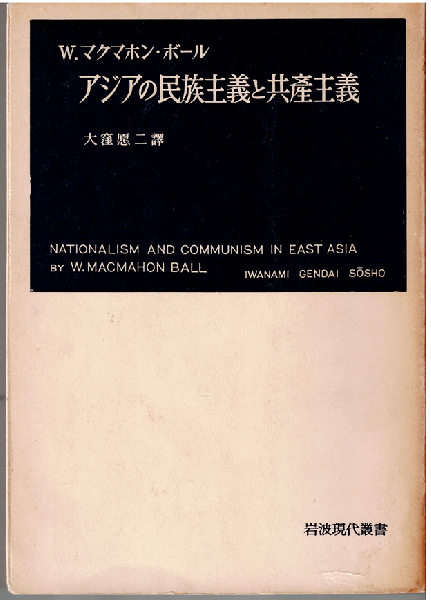 W. マクマホン・ボール
アジアの民族主義と共産主義
大窪愿二譯
NATIONALISM AND COMMUNISM IN EAST ASIA
BY W. MACMAHON BALL IWANAMI GENDAI SŌSHO
岩波現代叢書